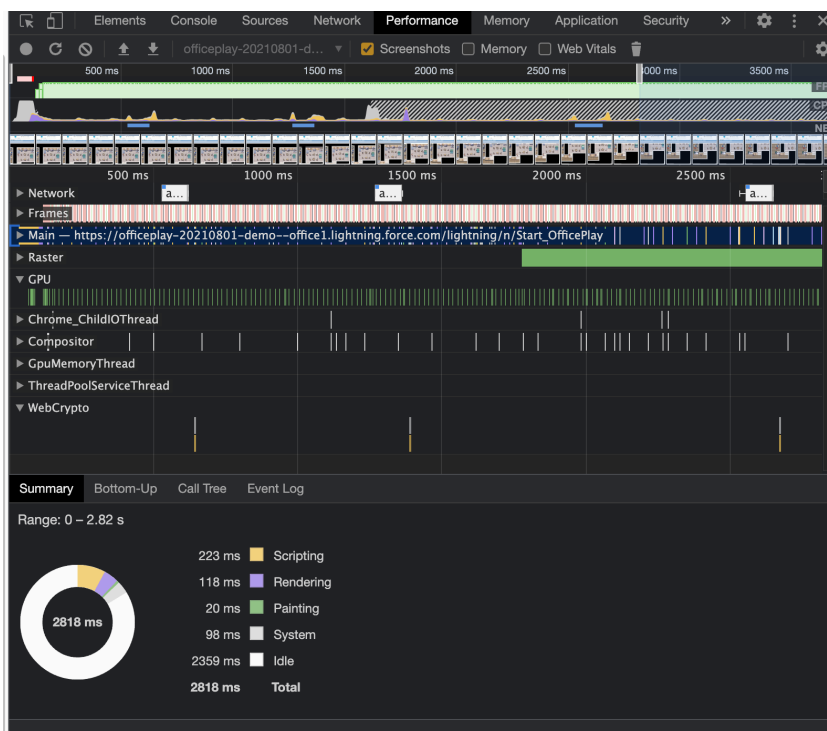 Elements Console Sources Network Performance Memory Application Security »
officeplay-20210801-d... Screenshots Memory Web Vitals
500 ms 1000 ms 1500 ms 2000 ms 2500 ms 3000 ms 3500 ms
500 ms 1000 ms 1500 ms 2000 ms 2500 ms
Network a... a... a...
Frames
Main — https://officeplay-20210801-demo--office1.lightning.force.com/lightning/n/Start_OfficePlay
Raster
GPU
Chrome_ChildIOThread
Compositor
GpuMemoryThread
ThreadPoolServiceThread
WebCrypto
Summary Bottom-Up Call Tree Event Log
Range: 0 – 2.82 s
223 ms Scripting
118 ms Rendering
20 ms Painting
2818 ms
98 ms System
2359 ms Idle
2818 ms Total